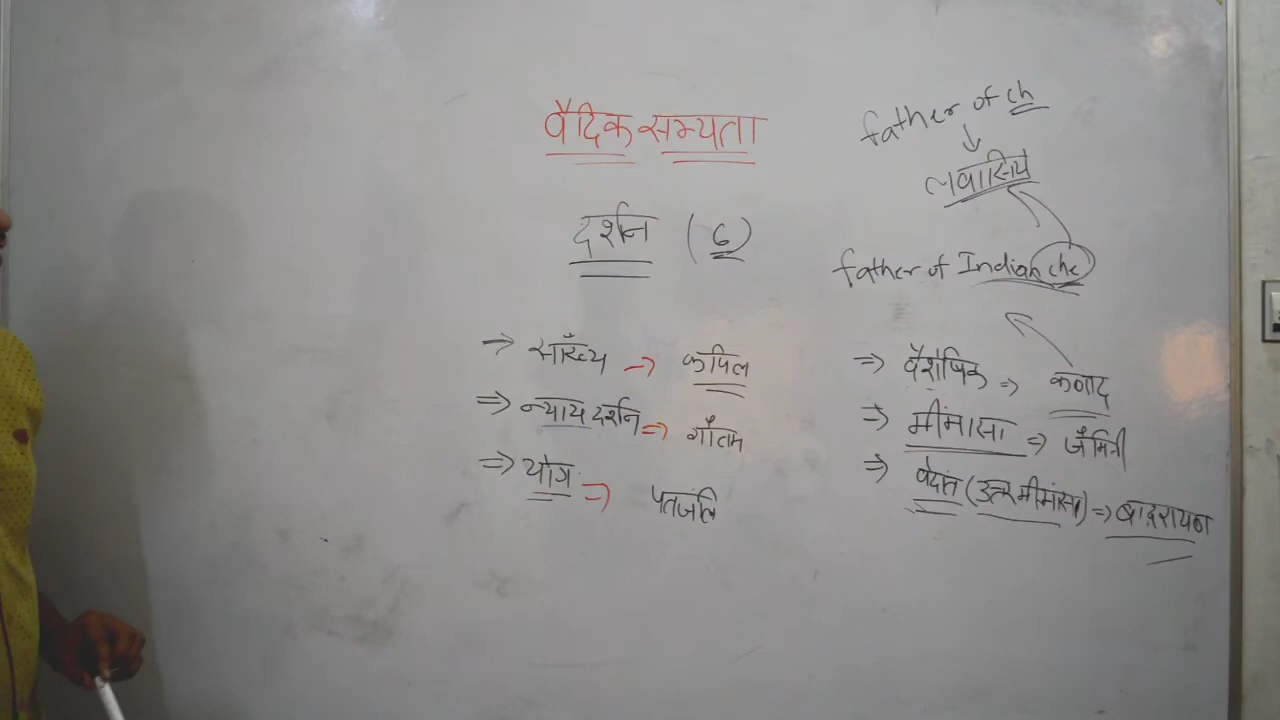 वैदिक सभ्यता
दर्शन (6)
→ साँख्य → कपिल
⇒ न्याय दर्शन ⇒ गौतम
⇒ योग ⇒ पतंजलि
father of ch
↓
लवासिये
father of Indian che
⇒ वैशेषिक ⇒ कणाद
⇒ मीमांसा ⇒ जैमिनी
⇒ वेदांत (उत्तर मीमांसा) ⇒ बादरायण